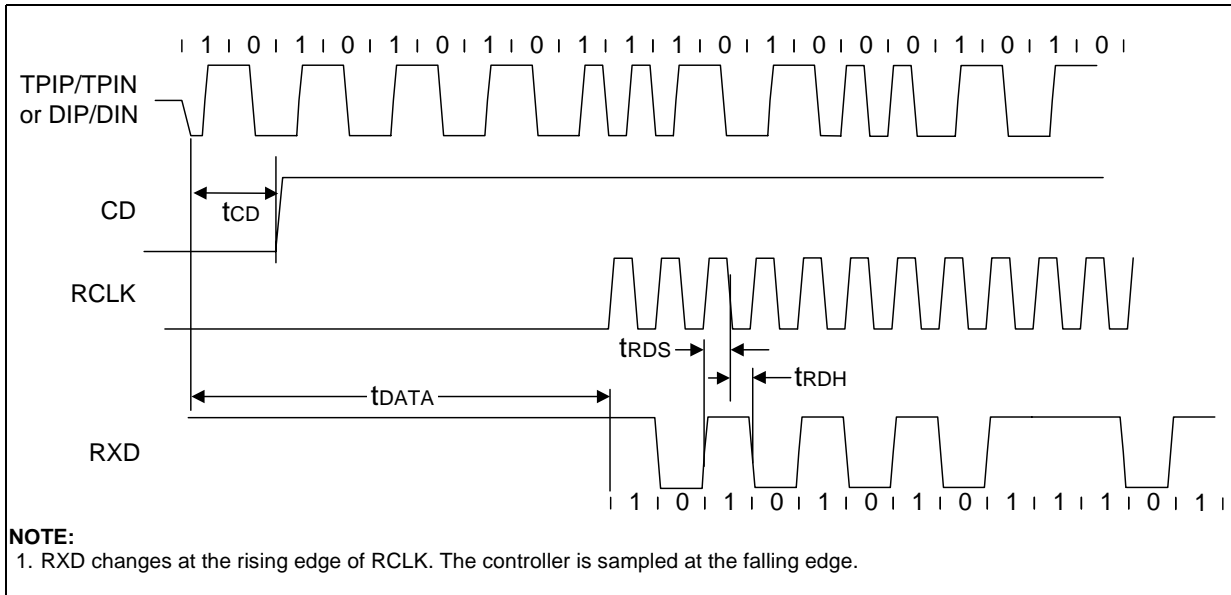 1 0 1 0 1 0 1 0 1 1 1 0 1 0 0 0 1 0 1 0
TPIP/TPIN
or DIP/DIN
tCD
CD
RCLK
tRDS
tRDH
tDATA
RXD
1 0 1 0 1 0 1 0 1 1 1 0 1
NOTE:
1. RXD changes at the rising edge of RCLK. The controller is sampled at the falling edge.